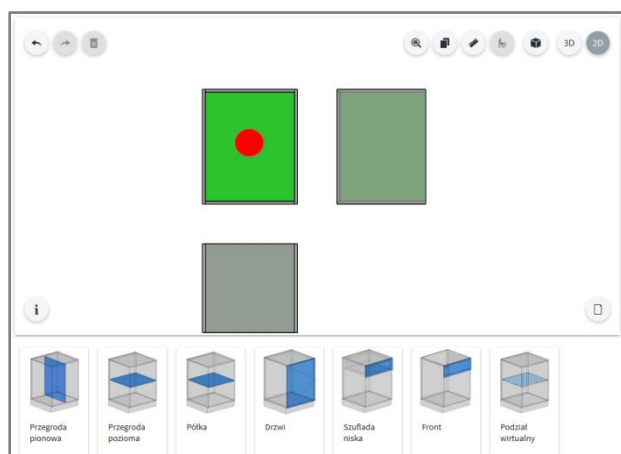 3D 2D
i
Przegroda pionowa
Przegroda pozioma
Półka
Drzwi
Szuflada niska
Front
Podział wirtualny